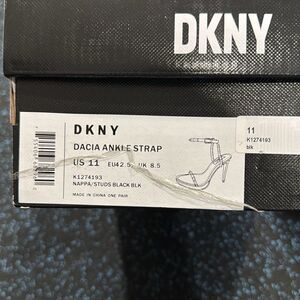 DKNY
DKNY
DACIA ANKLE STRAP
US 11 EU42.5 UK 8.5
K1274193
NAPPA/STUDS BLACK BLK
MADE IN CHINA ONE PAIR
11
K1274193
blk